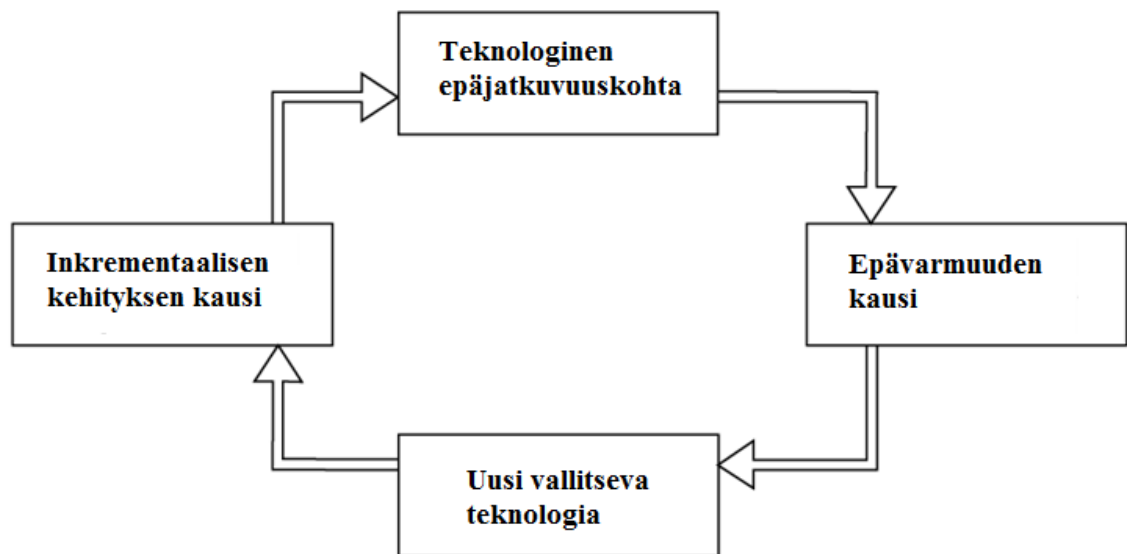 Teknologinen
epäjatkuvuuskohta
Inkrementaalisen
kehityksen kausi
Epävarmuuden
kausi
Uusi vallitseva
teknologia